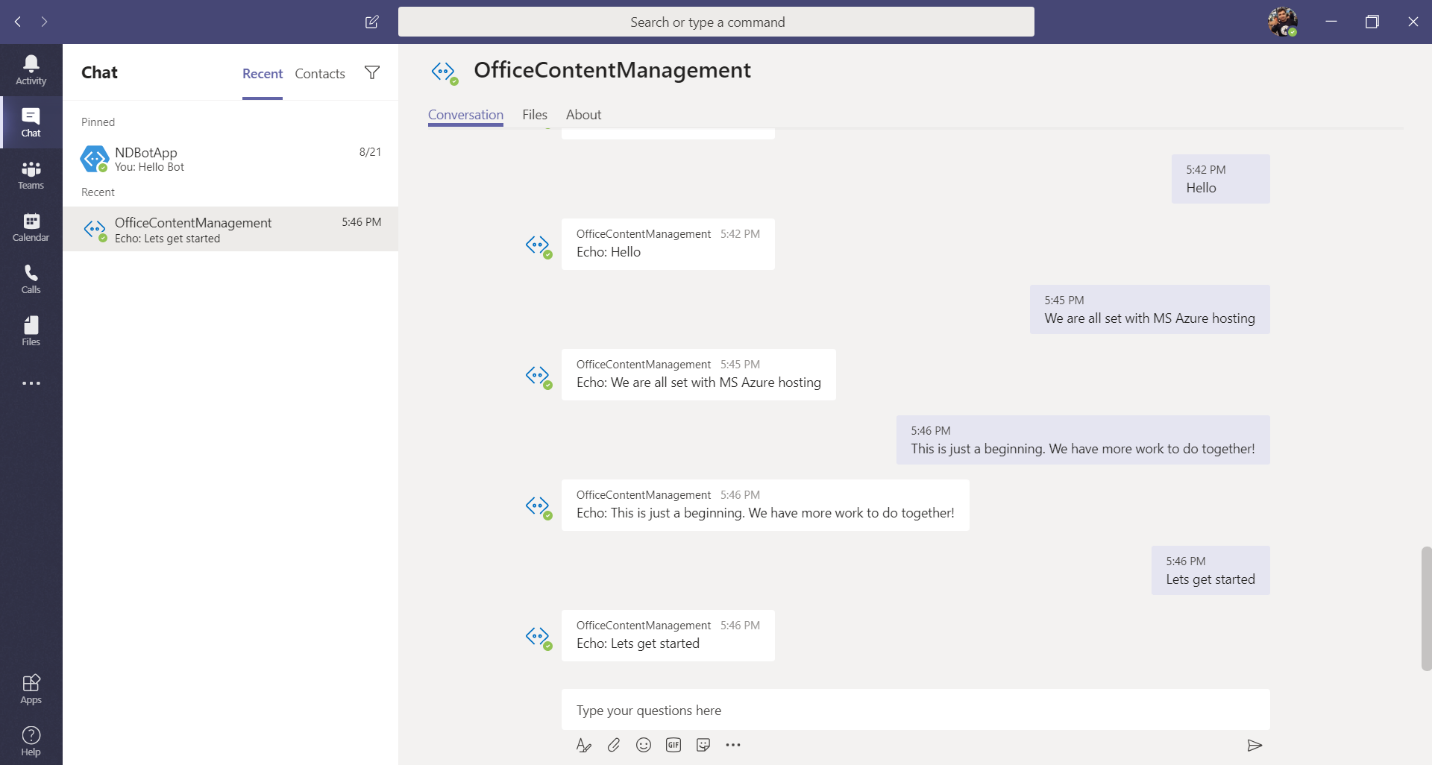 Search or type a command
Activity
Chat
Teams
Calendar
Calls
Files
Apps
Help
Chat
Recent
Contacts
Pinned
NDBotApp 8/21
You: Hello Bot
Recent
OfficeContentManagement 5:46 PM
Echo: Lets get started
OfficeContentManagement
Conversation Files About
5:42 PM
Hello
OfficeContentManagement 5:42 PM
Echo: Hello
5:45 PM
We are all set with MS Azure hosting
OfficeContentManagement 5:45 PM
Echo: We are all set with MS Azure hosting
5:46 PM
This is just a beginning. We have more work to do together!
OfficeContentManagement 5:46 PM
Echo: This is just a beginning. We have more work to do together!
5:46 PM
Lets get started
OfficeContentManagement 5:46 PM
Echo: Lets get started
Type your questions here
GIF